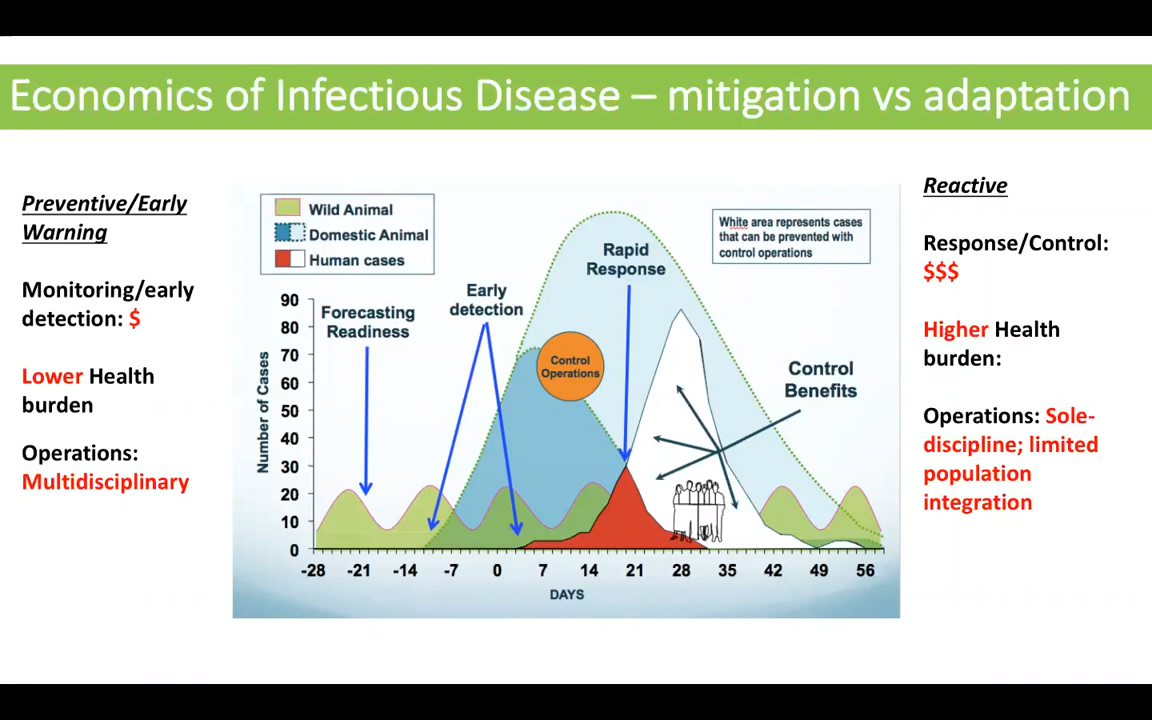 Economics of Infectious Disease – mitigation vs adaptation
Preventive/Early
Warning
Monitoring/early
detection: $
Lower Health
burden
Operations:
Multidisciplinary
Wild Animal
Domestic Animal
Human cases
White area represents cases
that can be prevented with
control operations
Rapid
Response
Early
detection
Forecasting
Readiness
Control
Operations
Control
Benefits
Number of Cases
90
80
70
60
50
40
30
20
10
0
-28 -21 -14 -7 0 7 14 21 28 35 42 49 56
DAYS
Reactive
Response/Control:
$$$
Higher Health
burden:
Operations: Sole-
discipline; limited
population
integration